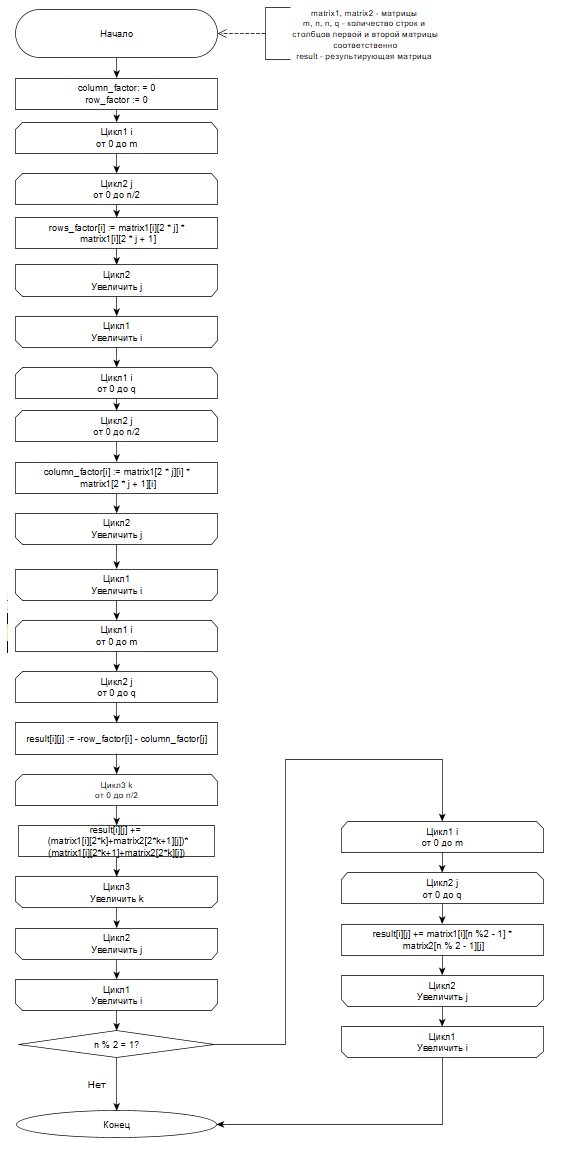 Начало
matrix1, matrix2 - матрицы
m, n, n, q - количество строк и
столбцов первой и второй матрицы
соответственно
result - результирующая матрица
column_factor: = 0
row_factor := 0
Цикл1 i
от 0 до m
Цикл2 j
от 0 до n/2
rows_factor[i] := matrix1[i][2 * j] *
matrix1[i][2 * j + 1]
Цикл2
Увеличить j
Цикл1
Увеличить i
Цикл1 i
от 0 до q
Цикл2 j
от 0 до n/2
column_factor[i] := matrix1[2 * j][i] *
matrix1[2 * j + 1][i]
Цикл2
Увеличить j
Цикл1
Увеличить i
Цикл1 i
от 0 до m
Цикл2 j
от 0 до q
result[i][j] := -row_factor[i] - column_factor[j]
Цикл3 k
от 0 до n/2
result[i][j] +=
(matrix1[i][2*k]+matrix2[2*k+1][j])*
(matrix1[i][2*k+1]+matrix2[2*k][j])
Цикл3
Увеличить k
Цикл2
Увеличить j
Цикл1
Увеличить i
n % 2 = 1?
Нет
Конец
Цикл1 i
от 0 до m
Цикл2 j
от 0 до q
result[i][j] += matrix1[i][n %2 - 1] *
matrix2[n % 2 - 1][j]
Цикл2
Увеличить j
Цикл1
Увеличить i